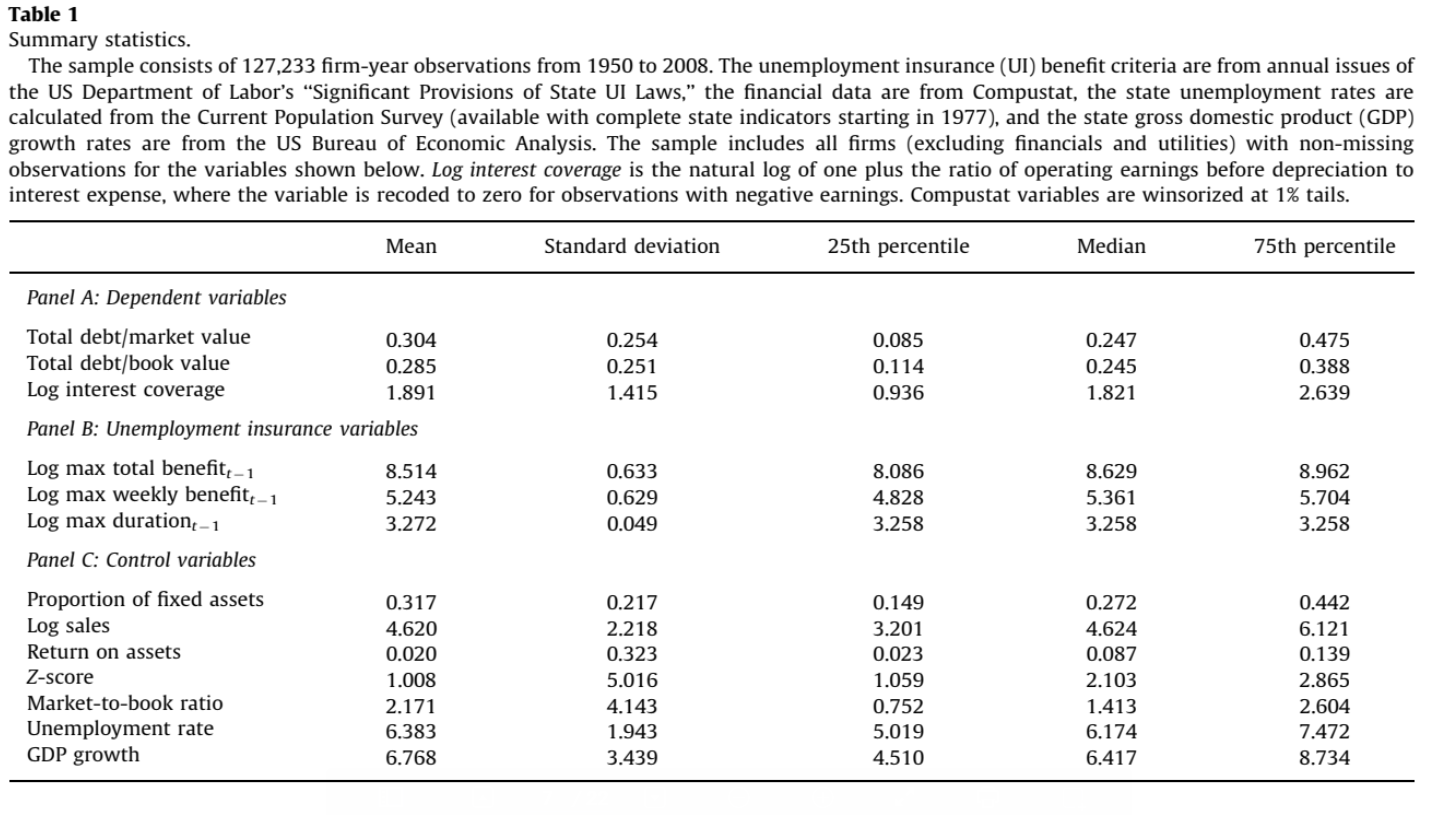 Table 1
Summary statistics.
The sample consists of 127,233 firm-year observations from 1950 to 2008. The unemployment insurance (UI) benefit criteria are from annual issues of
the US Department of Labor's “Significant Provisions of State UI Laws,” the financial data are from Compustat, the state unemployment rates are
calculated from the Current Population Survey (available with complete state indicators starting in 1977), and the state gross domestic product (GDP)
growth rates are from the US Bureau of Economic Analysis. The sample includes all firms (excluding financials and utilities) with non-missing
observations for the variables shown below. Log interest coverage is the natural log of one plus the ratio of operating earnings before depreciation to
interest expense, where the variable is recoded to zero for observations with negative earnings. Compustat variables are winsorized at 1% tails.
Mean Standard deviation 25th percentile Median 75th percentile
Panel A: Dependent variables
Total debt/market value 0.304 0.254 0.085 0.247 0.475
Total debt/book value 0.285 0.251 0.114 0.245 0.388
Log interest coverage 1.891 1.415 0.936 1.821 2.639
Panel B: Unemployment insurance variables
Log max total benefit t−1 8.514 0.633 8.086 8.629 8.962
Log max weekly benefit t−1 5.243 0.629 4.828 5.361 5.704
Log max duration t−1 3.272 0.049 3.258 3.258 3.258
Panel C: Control variables
Proportion of fixed assets 0.317 0.217 0.149 0.272 0.442
Log sales 4.620 2.218 3.201 4.624 6.121
Return on assets 0.020 0.323 0.023 0.087 0.139
Z-score 1.008 5.016 1.059 2.103 2.865
Market-to-book ratio 2.171 4.143 0.752 1.413 2.604
Unemployment rate 6.383 1.943 5.019 6.174 7.472
GDP growth 6.768 3.439 4.510 6.417 8.734